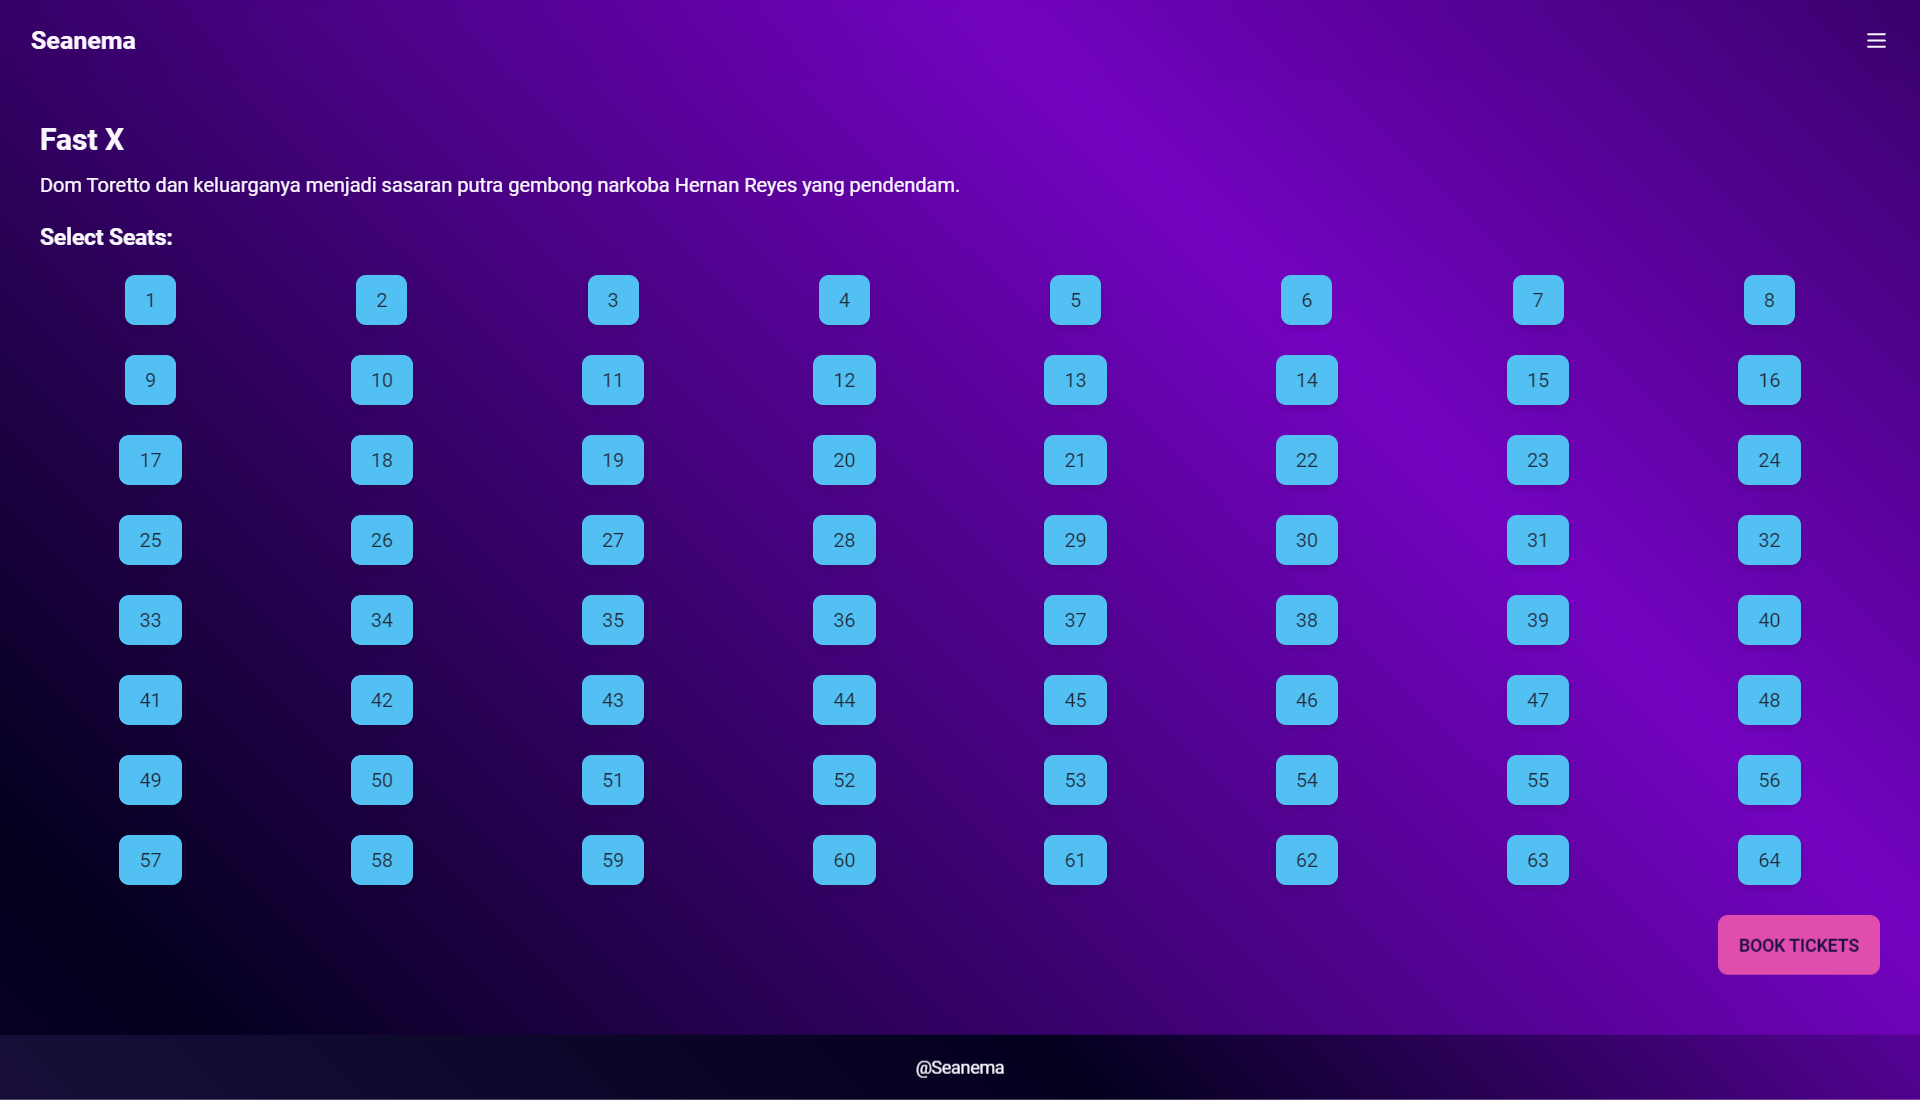 Seanema
Fast X
Dom Toretto dan keluarganya menjadi sasaran putra gembong narkoba Hernan Reyes yang pendendam.
Select Seats:
1 2 3 4 5 6 7 8
9 10 11 12 13 14 15 16
17 18 19 20 21 22 23 24
25 26 27 28 29 30 31 32
33 34 35 36 37 38 39 40
41 42 43 44 45 46 47 48
49 50 51 52 53 54 55 56
57 58 59 60 61 62 63 64
BOOK TICKETS
@Seanema